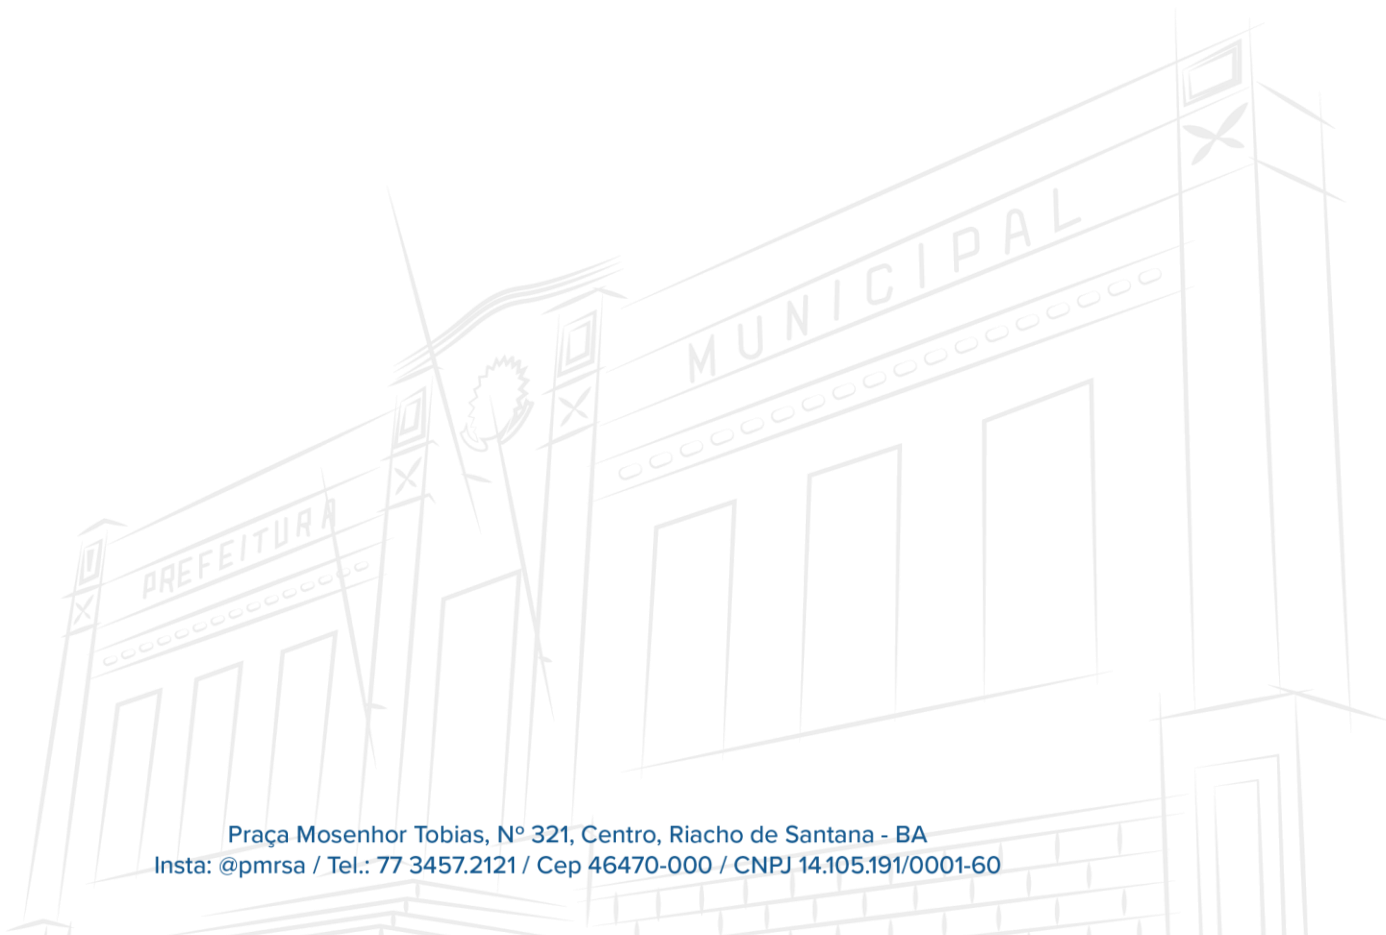 MUNICIPAL
PREFEITURA
Praça Mosenhor Tobias, Nº 321, Centro, Riacho de Santana - BA
Insta: @pmrsa / Tel.: 77 3457.2121 / Cep 46470-000 / CNPJ 14.105.191/0001-60